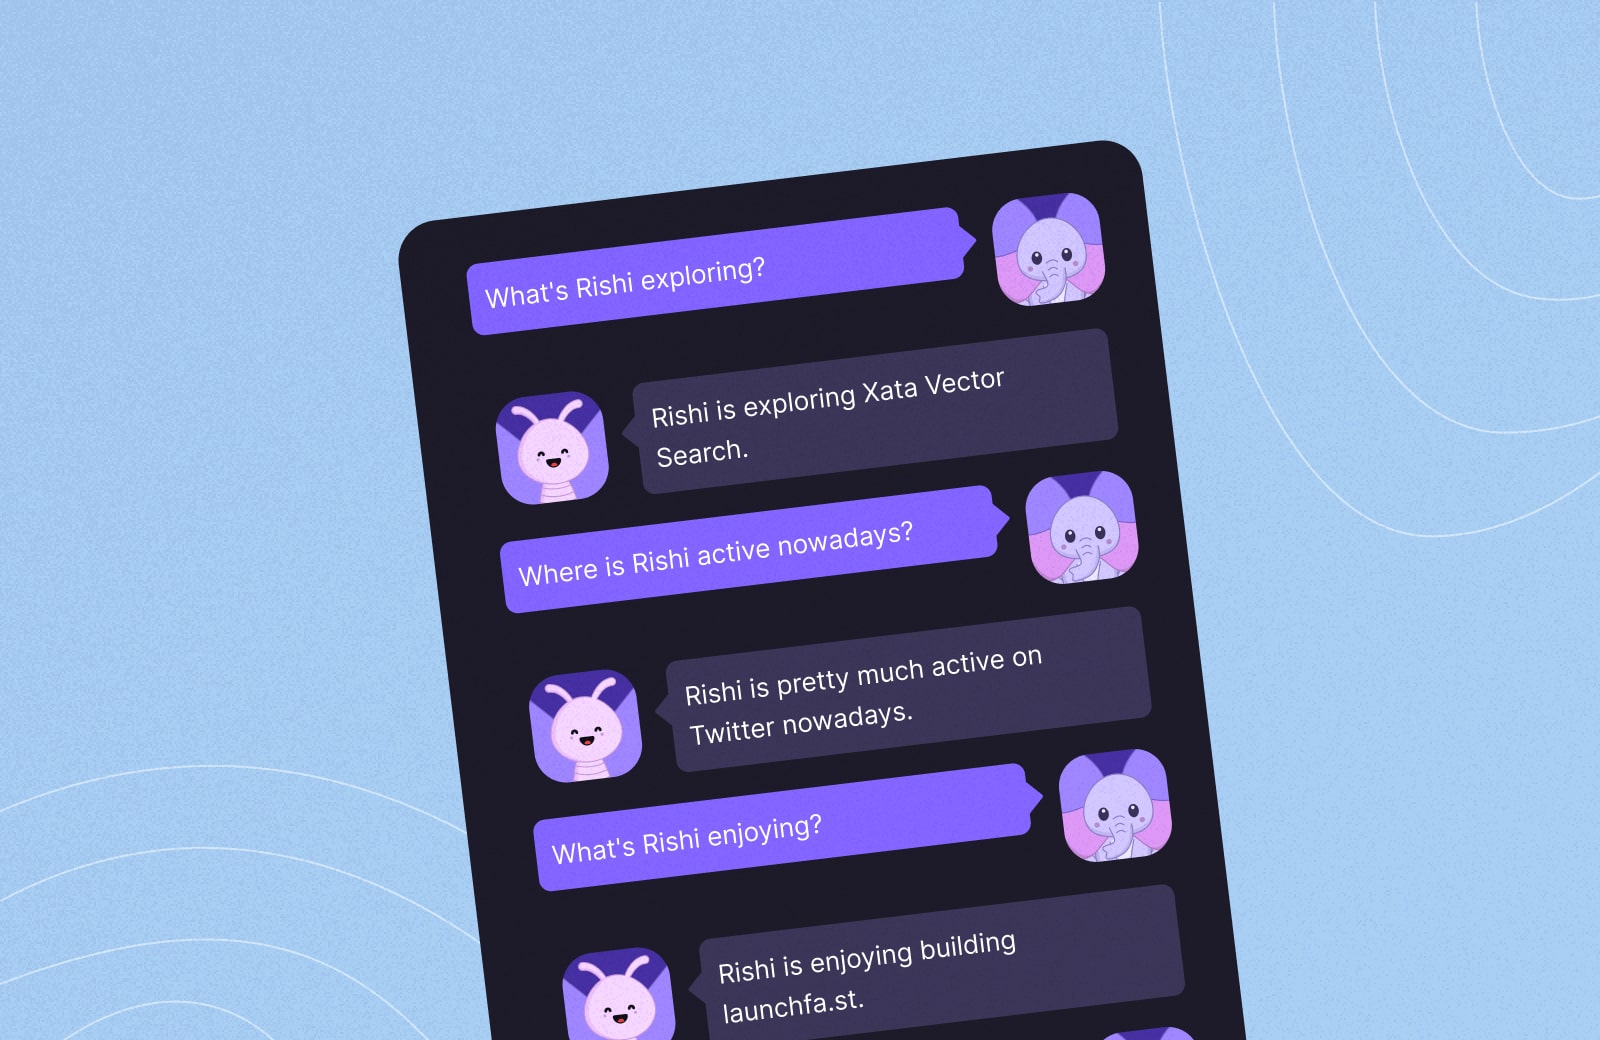 What's Rishi exploring?
Rishi is exploring Xata Vector
Search.
Where is Rishi active nowadays?
Rishi is pretty much active on
Twitter nowadays.
What's Rishi enjoying?
Rishi is enjoying building
launchfa.st.